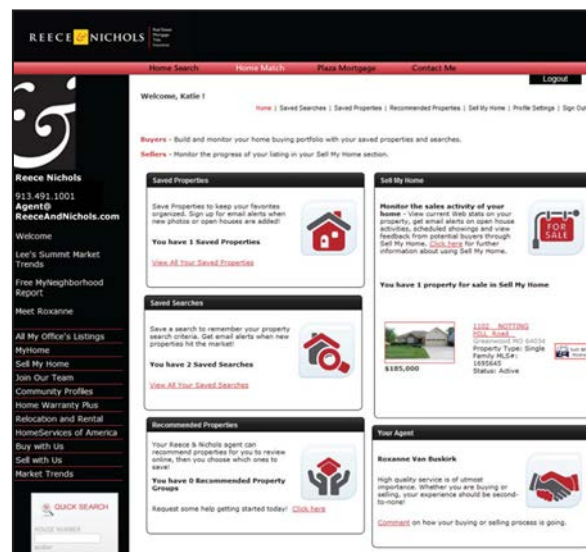 REECE & NICHOLS
Real Estate
Mortgage
Title
Insurance
Home Search
Home Match
Plaza Mortgage
Contact Me
Logout
Welcome, Katie !
Home | Saved Searches | Saved Properties | Recommended Properties | Sell My Home | Profile Settings | Sign Out
Buyers - Build and monitor your home buying portfolio with your saved properties and searches.
Sellers - Monitor the progress of your listing in your Sell My Home section.
&
Reece Nichols
913.491.1001
Agent@
ReeceAndNichols.com
Welcome
Lee's Summit Market
Trends
Free MyNeighborhood
Report
Meet Roxanne
All My Office's Listings
MyHome
Sell My Home
Join Our Team
Community Profiles
Home Warranty Plus
Relocation and Rental
HomeServices of America
Buy with Us
Sell with Us
Market Trends
QUICK SEARCH
HOUSE NUMBER
Saved Properties
Save Properties to keep your favorites
organized. Sign up for email alerts when
new photos or open houses are added!
You have 1 Saved Properties
View All Your Saved Properties
Saved Searches
Save a search to remember your property
search criteria. Get email alerts when new
properties hit the market!
You have 2 Saved Searches
View All Your Saved Searches
Recommended Properties
Your Reece & Nichols agent can
recommend properties for you to review
online, then you choose which ones to
save!
You have 0 Recommended Property
Groups
Request some help getting started today! Click here
Sell My Home
Monitor the sales activity of your
home - View current Web stats on your
property, get email alerts on open house
activities, scheduled showings and view
feedback from potential buyers through
Sell My Home. Click here for further
information about using Sell My Home.
FOR
SALE
You have 1 property for sale in Sell My Home
$185,000
1102 NOTTING
HILL Road
Greenwood MO 64034
Property Type: Single
Family MLS#:
1695645
Status: Active
Your Agent
Roxanne Van Buskirk
High quality service is of utmost
importance. Whether you are buying or
selling, your experience should be second-
to-none!
Comment on how your buying or selling process is going.